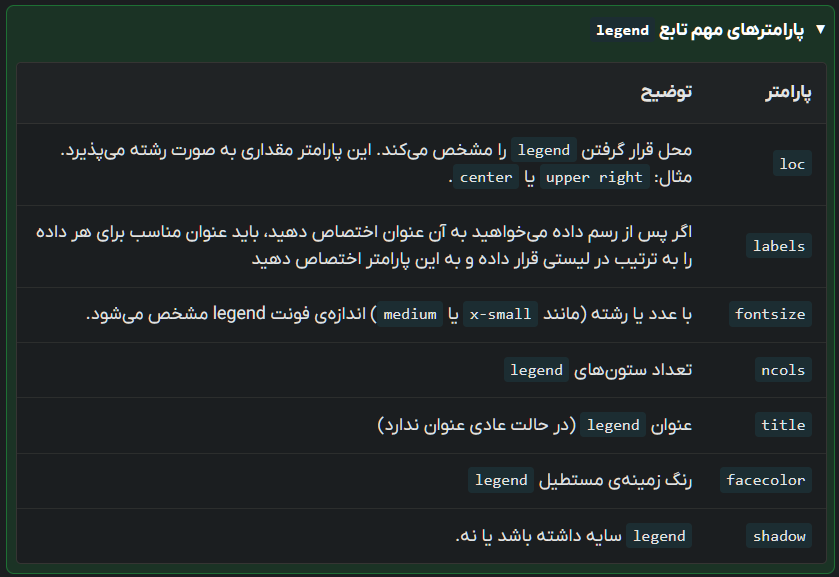 ▼ پارامترهای مهم تابع legend
پارامتر توضیح
loc محل قرار گرفتن legend را مشخص می‌کند. این پارامتر مقداری به صورت رشته می‌پذیرد.
مثال: upper right یا center .
labels اگر پس از رسم داده می‌خواهید به آن عنوان اختصاص دهید، باید عنوان مناسب برای هر داده
را به ترتیب در لیستی قرار داده و به این پارامتر اختصاص دهید
fontsize با عدد یا رشته (مانند x-small یا medium ) اندازه‌ی فونت legend مشخص می‌شود.
ncols تعداد ستون‌های legend
title عنوان legend (در حالت عادی عنوان ندارد)
facecolor رنگ زمینه‌ی مستطیل legend
shadow legend سایه داشته باشد یا نه.